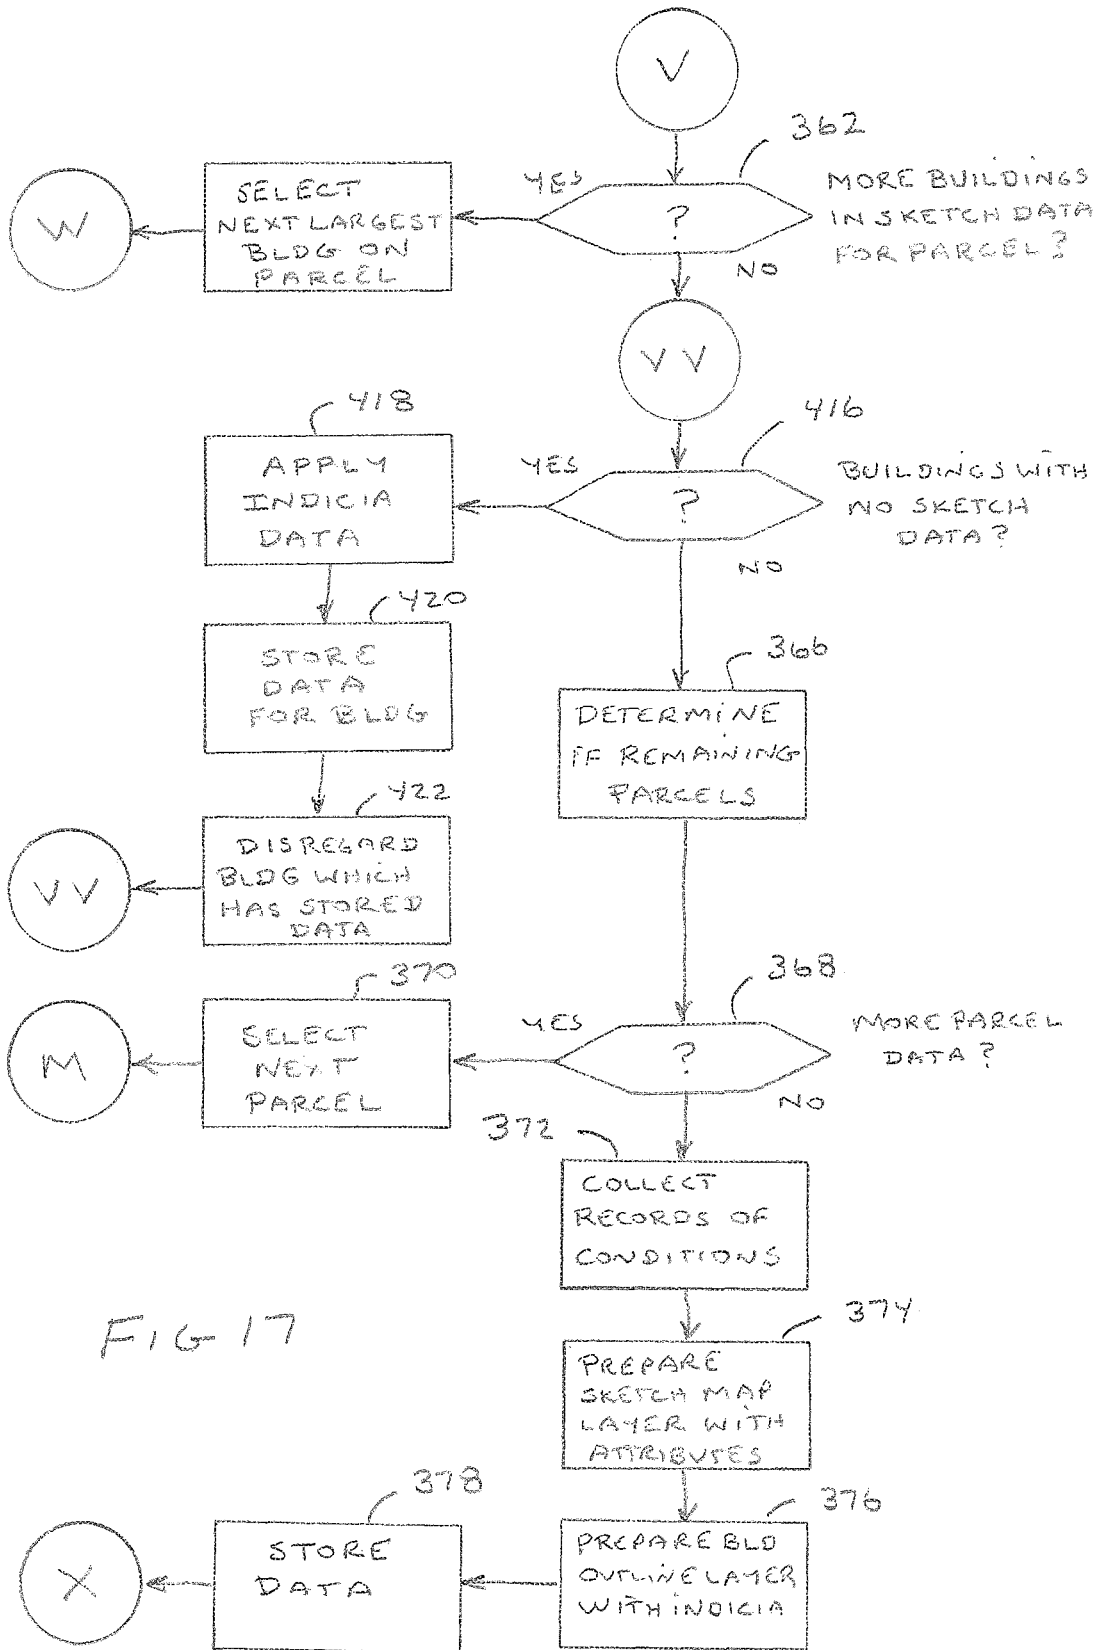 V
362
YES
?
MORE BUILDINGS
IN SKETCH DATA
FOR PARCEL?
SELECT
NEXT LARGEST
BLDG ON
PARCEL
W
NO
VV
416
YES
?
BUILDINGS WITH
NO SKETCH
DATA?
418
APPLY
INDICIA
DATA
NO
420
STORE
DATA
FOR BLDG
366
DETERMINE
IF REMAINING
PARCELS
422
DISREGARD
BLDG WHICH
HAS STORED
DATA
VV
368
YES
?
MORE PARCEL
DATA?
370
SELECT
NEXT
PARCEL
M
NO
372
COLLECT
RECORDS OF
CONDITIONS
374
PREPARE
SKETCH MAP
LAYER WITH
ATTRIBUTES
FIG 17
376
PREPARE BLD
OUTLINE LAYER
WITH INDICIA
378
STORE
DATA
X